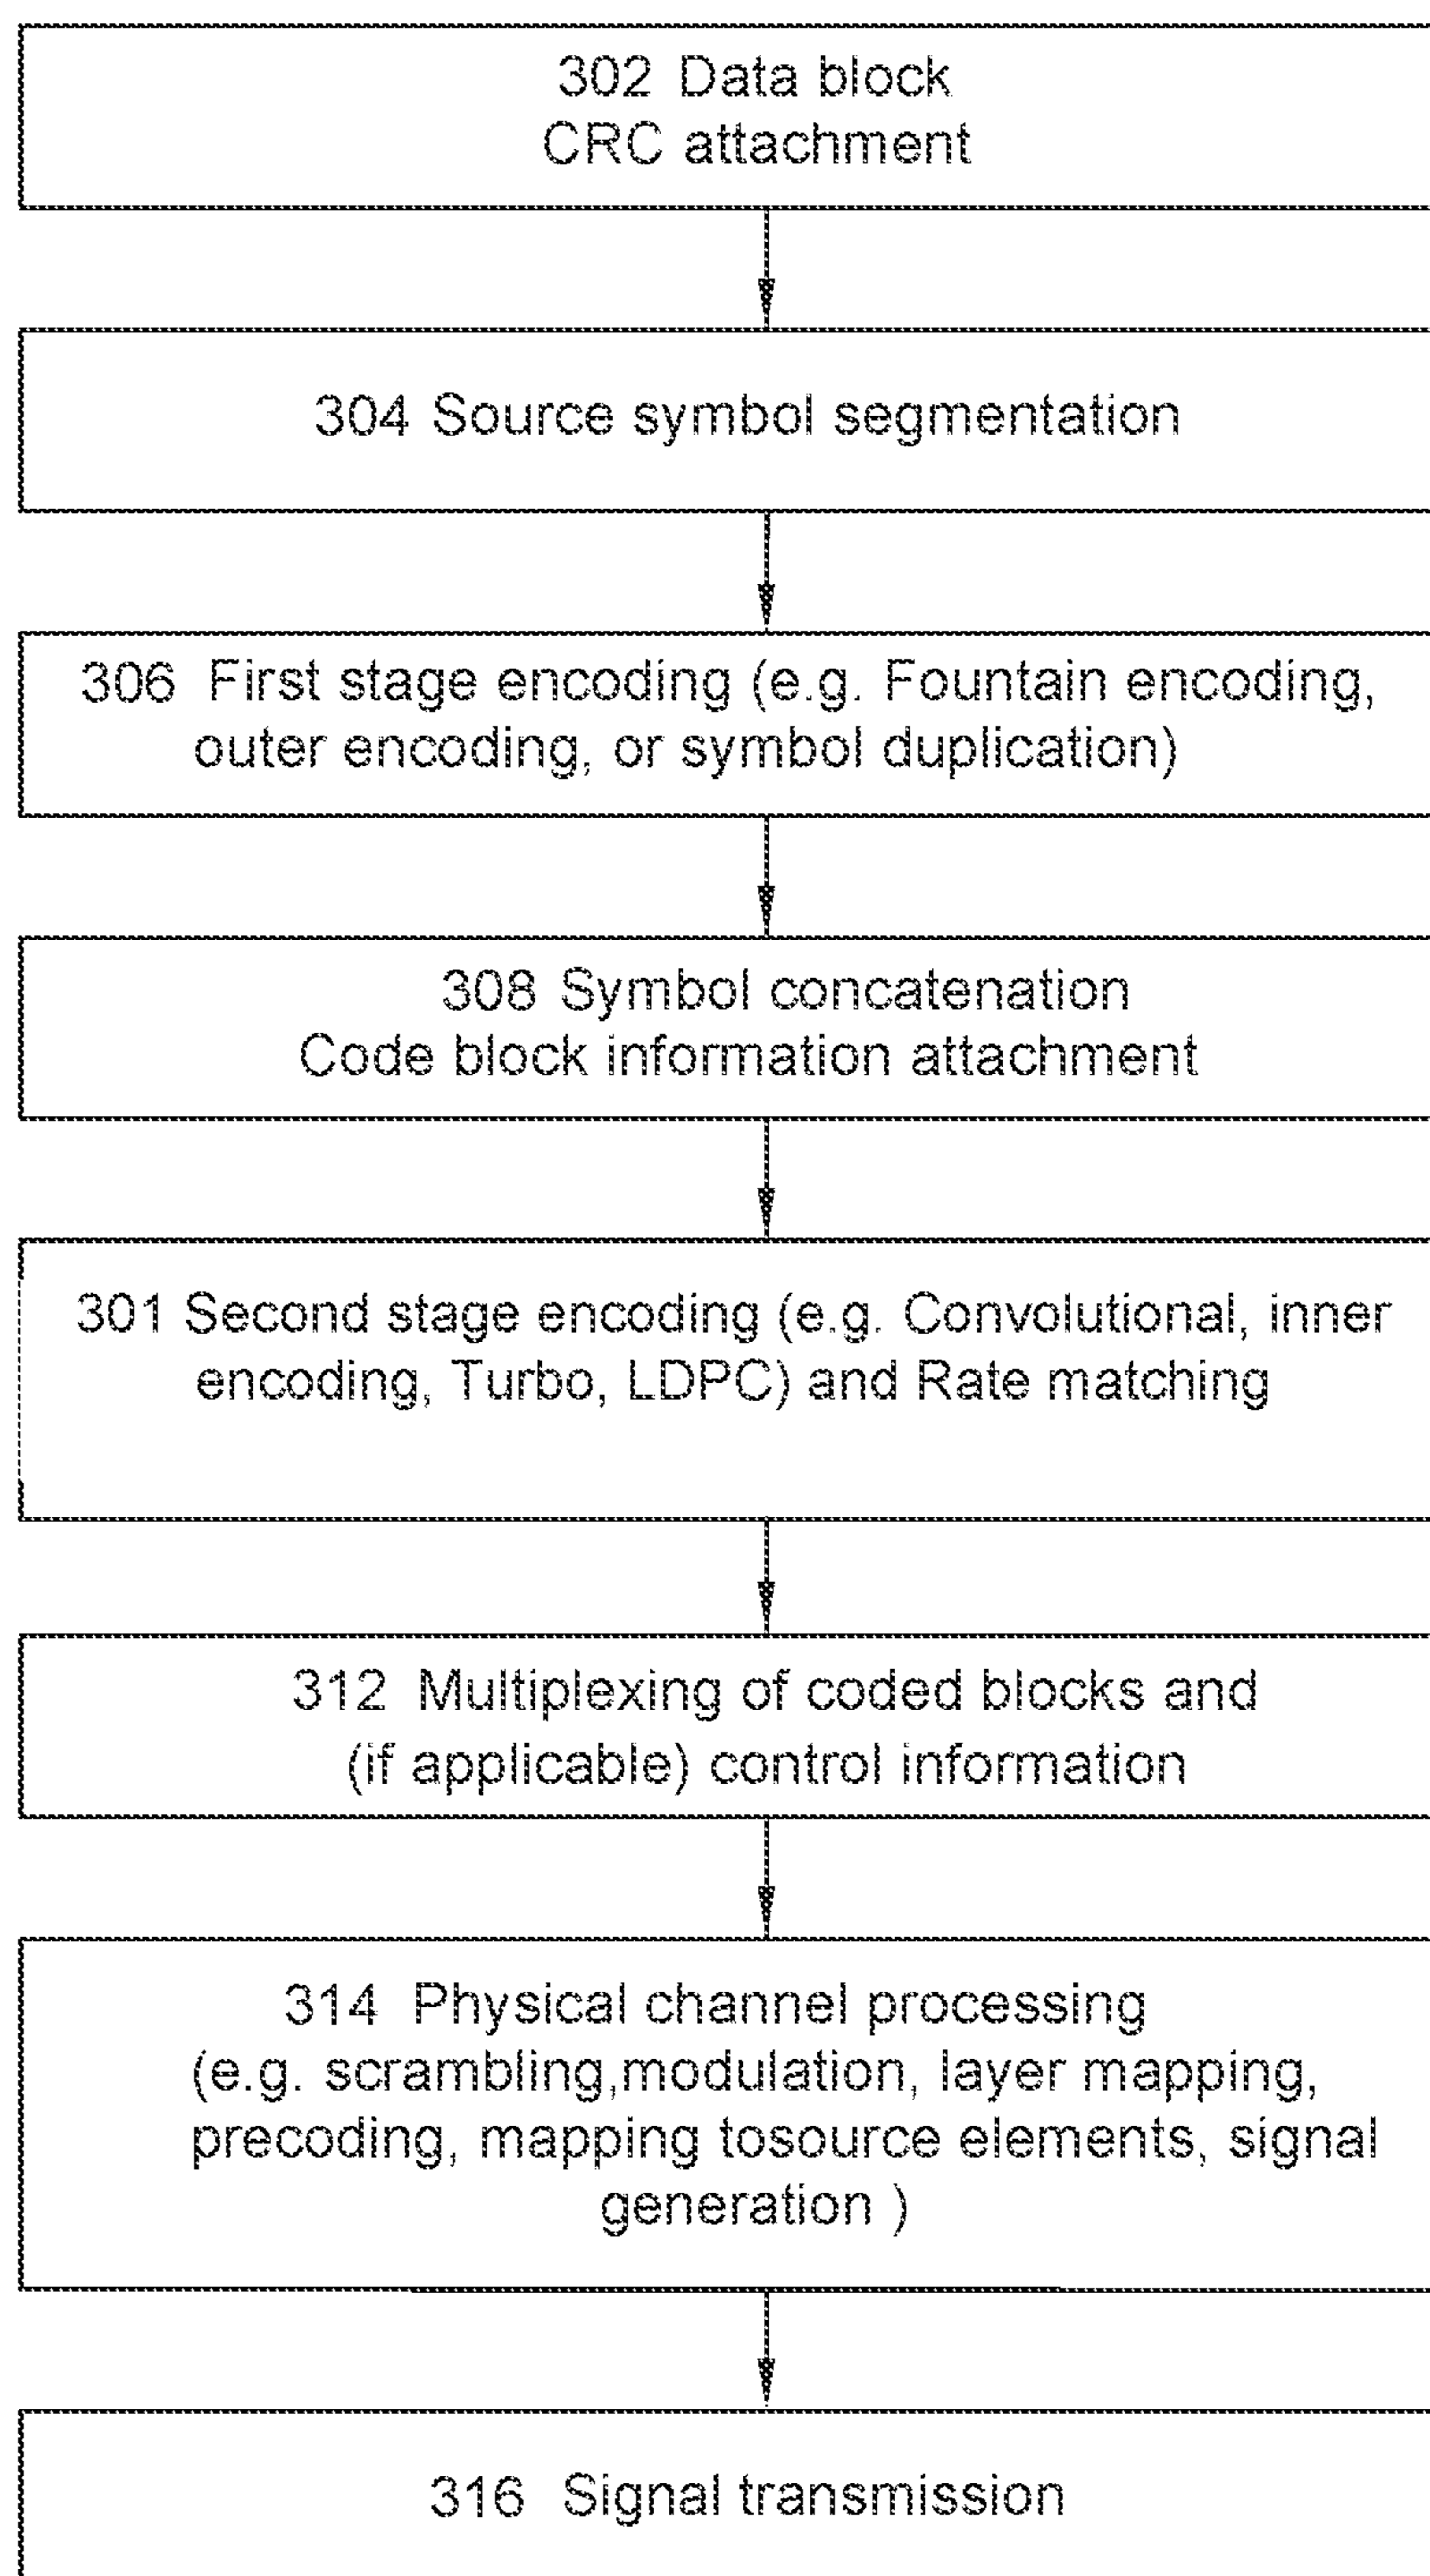 302 Data block
CRC attachment
304 Source symbol segmentation
306 First stage encoding (e.g. Fountain encoding,
outer encoding, or symbol duplication)
308 Symbol concatenation
Code block information attachment
301 Second stage encoding (e.g. Convolutional, inner
encoding, Turbo, LDPC) and Rate matching
312 Multiplexing of coded blocks and
(if applicable) control information
314 Physical channel processing
(e.g. scrambling,modulation, layer mapping,
precoding, mapping tosource elements, signal
generation )
316 Signal transmission